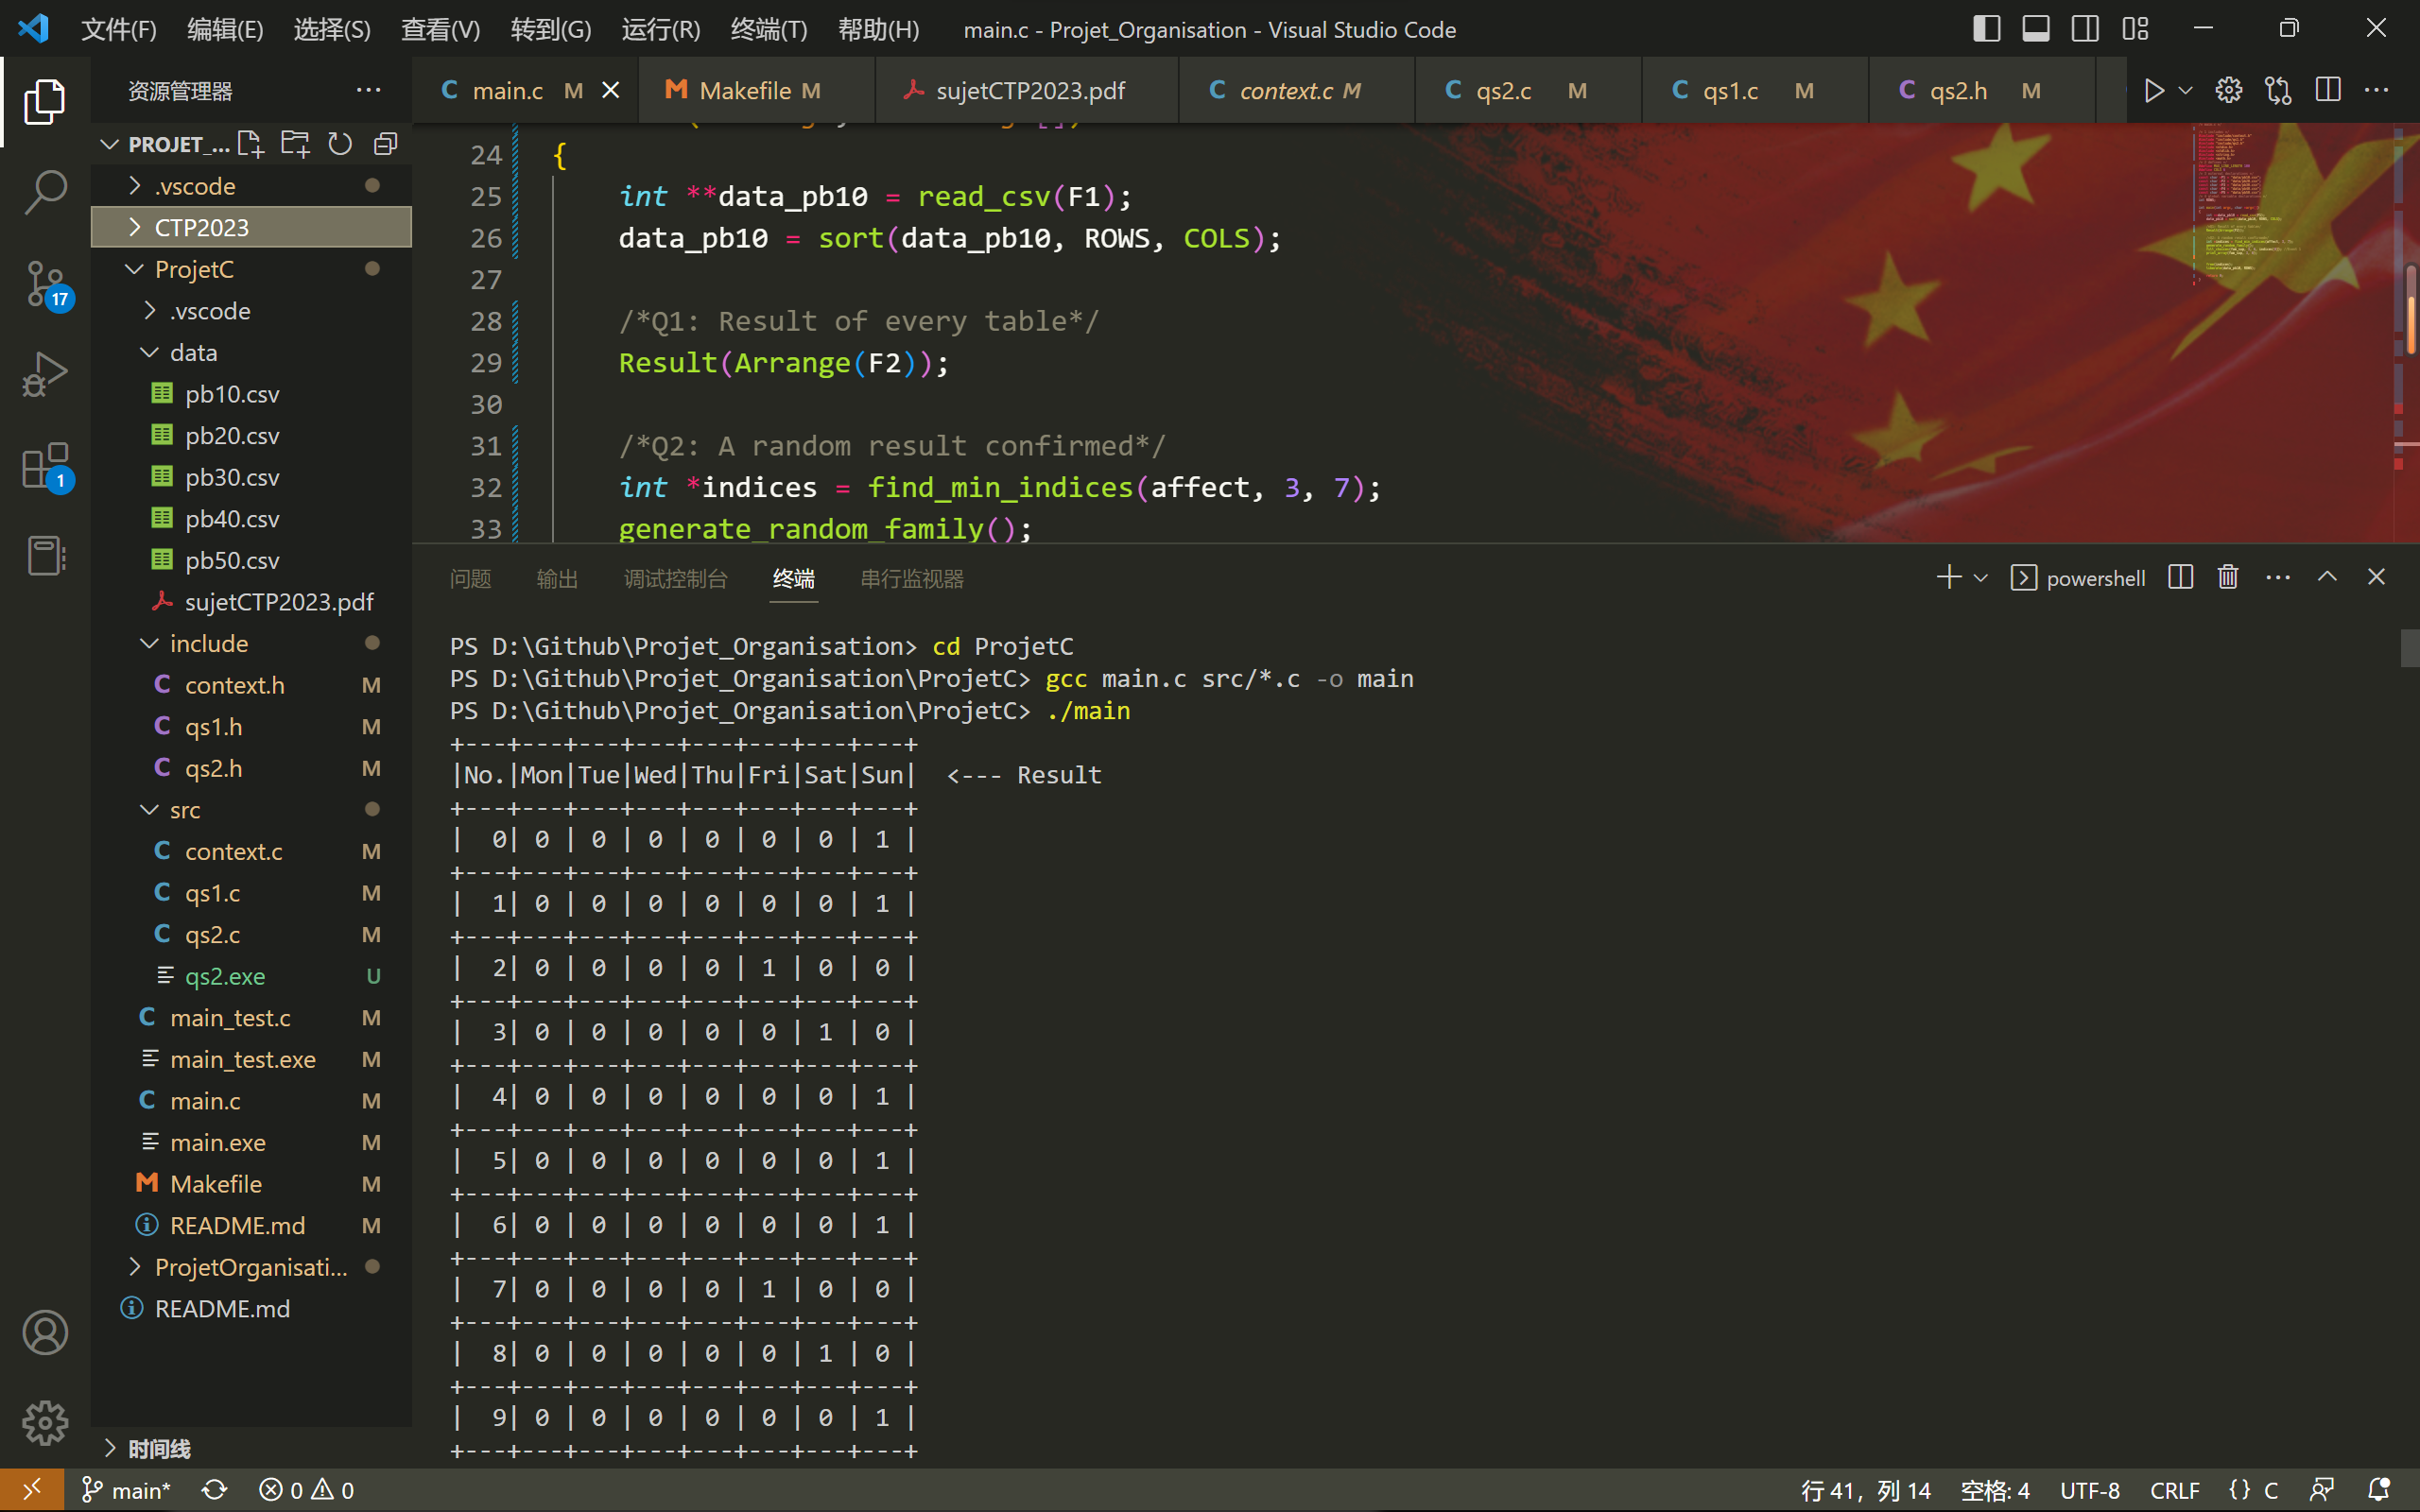 文件(F) 编辑(E) 选择(S) 查看(V) 转到(G) 运行(R) 终端(T) 帮助(H) main.c - Projet_Organisation - Visual Studio Code
资源管理器
main.c M
Makefile M
sujetCTP2023.pdf
context.c M
qs2.c M
qs1.c M
qs2.h M
PROJET_...
.vscode
CTP2023
ProjetC
.vscode
data
pb10.csv
pb20.csv
pb30.csv
pb40.csv
pb50.csv
sujetCTP2023.pdf
include
context.h M
qs1.h M
qs2.h M
src
context.c M
qs1.c M
qs2.c M
qs2.exe U
main_test.c M
main_test.exe M
main.c M
main.exe M
Makefile M
README.md M
ProjetOrganisati...
README.md
时间线
17
1
24 {
25 int **data_pb10 = read_csv(F1);
26 data_pb10 = sort(data_pb10, ROWS, COLS);
27
28 /*Q1: Result of every table*/
29 Result(Arrange(F2));
30
31 /*Q2: A random result confirmed*/
32 int *indices = find_min_indices(affect, 3, 7);
33 generate_random_family();
问题 输出 调试控制台 终端 串行监视器
powershell
PS D:\Github\Projet_Organisation> cd ProjetC
PS D:\Github\Projet_Organisation\ProjetC> gcc main.c src/*.c -o main
PS D:\Github\Projet_Organisation\ProjetC> ./main
+---+---+---+---+---+---+---+---+
|No.|Mon|Tue|Wed|Thu|Fri|Sat|Sun|  <--- Result
+---+---+---+---+---+---+---+---+
|  0| 0 | 0 | 0 | 0 | 0 | 0 | 1 |
+---+---+---+---+---+---+---+---+
|  1| 0 | 0 | 0 | 0 | 0 | 0 | 1 |
+---+---+---+---+---+---+---+---+
|  2| 0 | 0 | 0 | 0 | 1 | 0 | 0 |
+---+---+---+---+---+---+---+---+
|  3| 0 | 0 | 0 | 0 | 0 | 1 | 0 |
+---+---+---+---+---+---+---+---+
|  4| 0 | 0 | 0 | 0 | 0 | 0 | 1 |
+---+---+---+---+---+---+---+---+
|  5| 0 | 0 | 0 | 0 | 0 | 0 | 1 |
+---+---+---+---+---+---+---+---+
|  6| 0 | 0 | 0 | 0 | 0 | 0 | 1 |
+---+---+---+---+---+---+---+---+
|  7| 0 | 0 | 0 | 0 | 1 | 0 | 0 |
+---+---+---+---+---+---+---+---+
|  8| 0 | 0 | 0 | 0 | 0 | 1 | 0 |
+---+---+---+---+---+---+---+---+
|  9| 0 | 0 | 0 | 0 | 0 | 0 | 1 |
+---+---+---+---+---+---+---+---+
main* 0 0 行 41，列 14 空格: 4 UTF-8 CRLF {} C